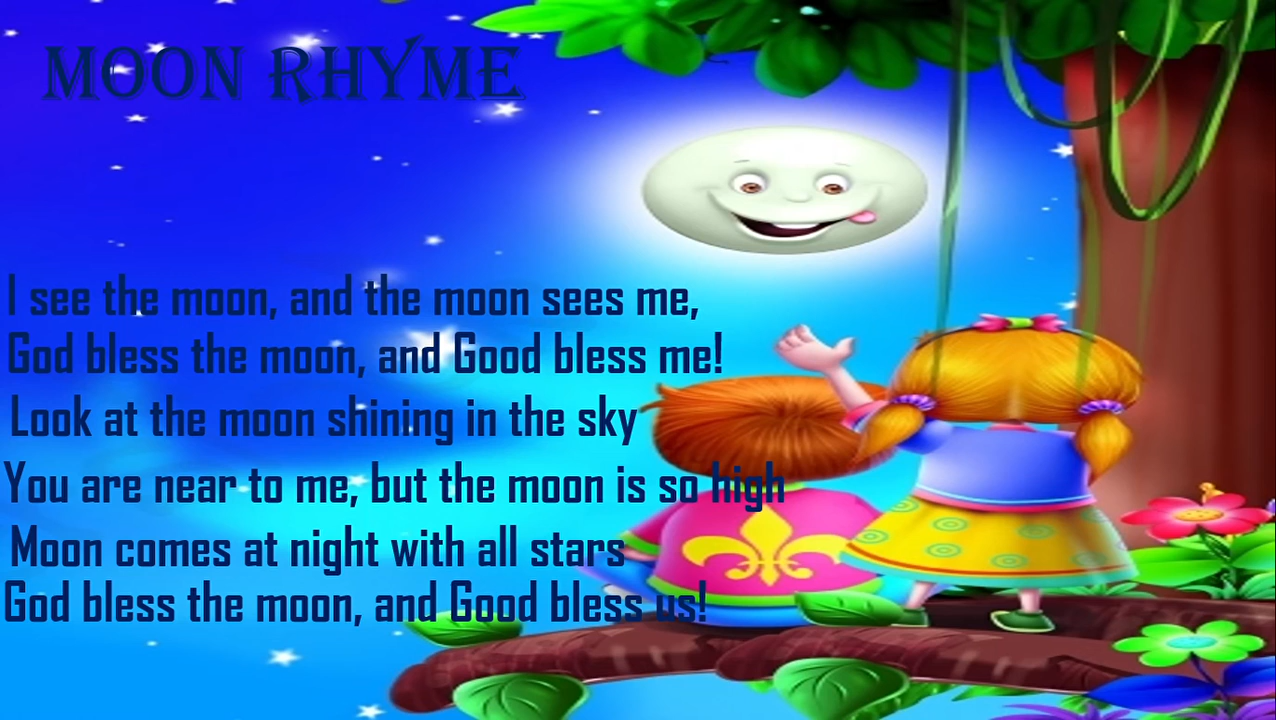 MOON RHYME
I see the moon, and the moon sees me,
God bless the moon, and Good bless me!
Look at the moon shining in the sky
You are near to me, but the moon is so high
Moon comes at night with all stars
God bless the moon, and Good bless us!